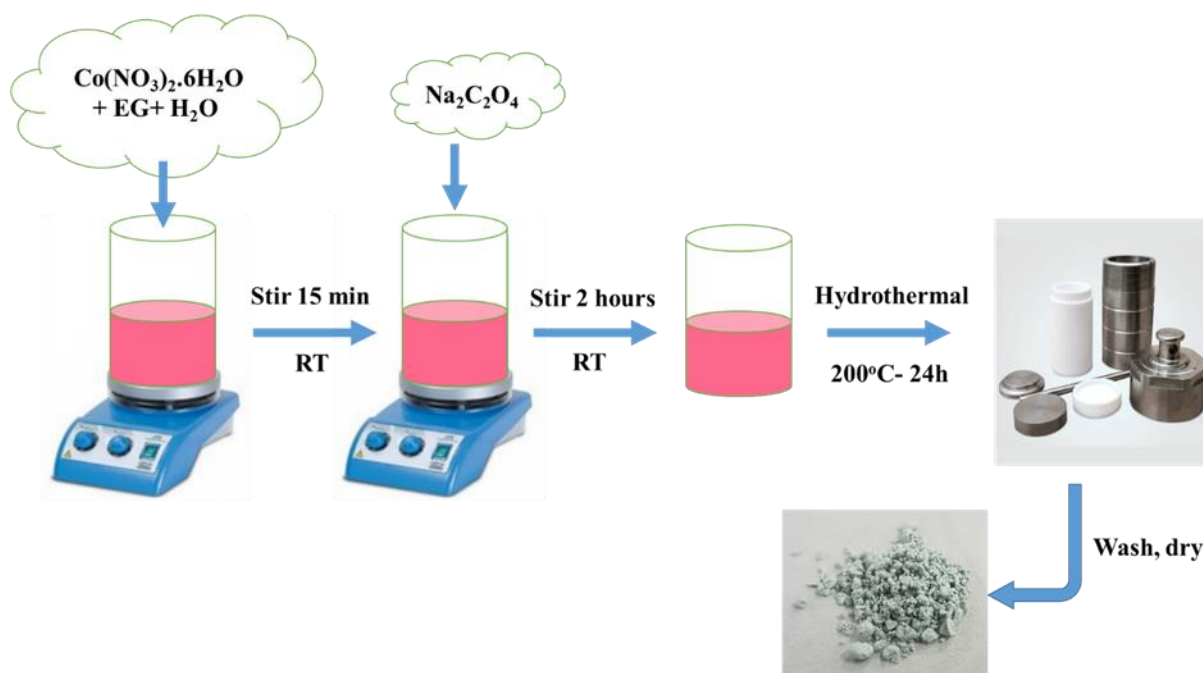 Co(NO₃)₂.6H₂O
+ EG+ H₂O
Na₂C₂O₄
Stir 15 min
RT
Stir 2 hours
RT
Hydrothermal
200°C- 24h
Wash, dry